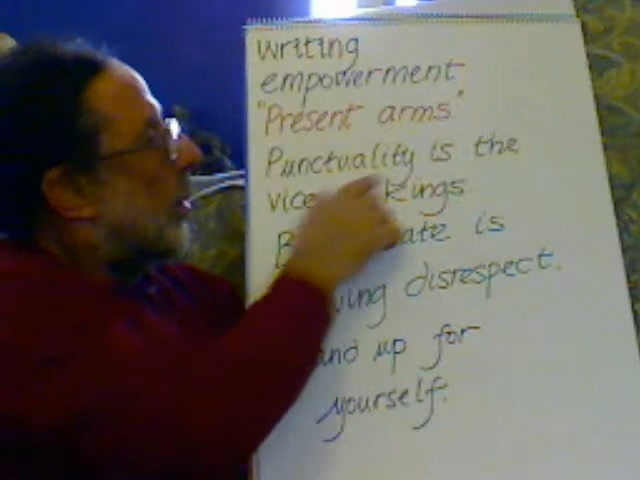 writing
empowerment
"Present arms"
Punctuality is the
vice kings
is
disrespect.
up for
yourself.